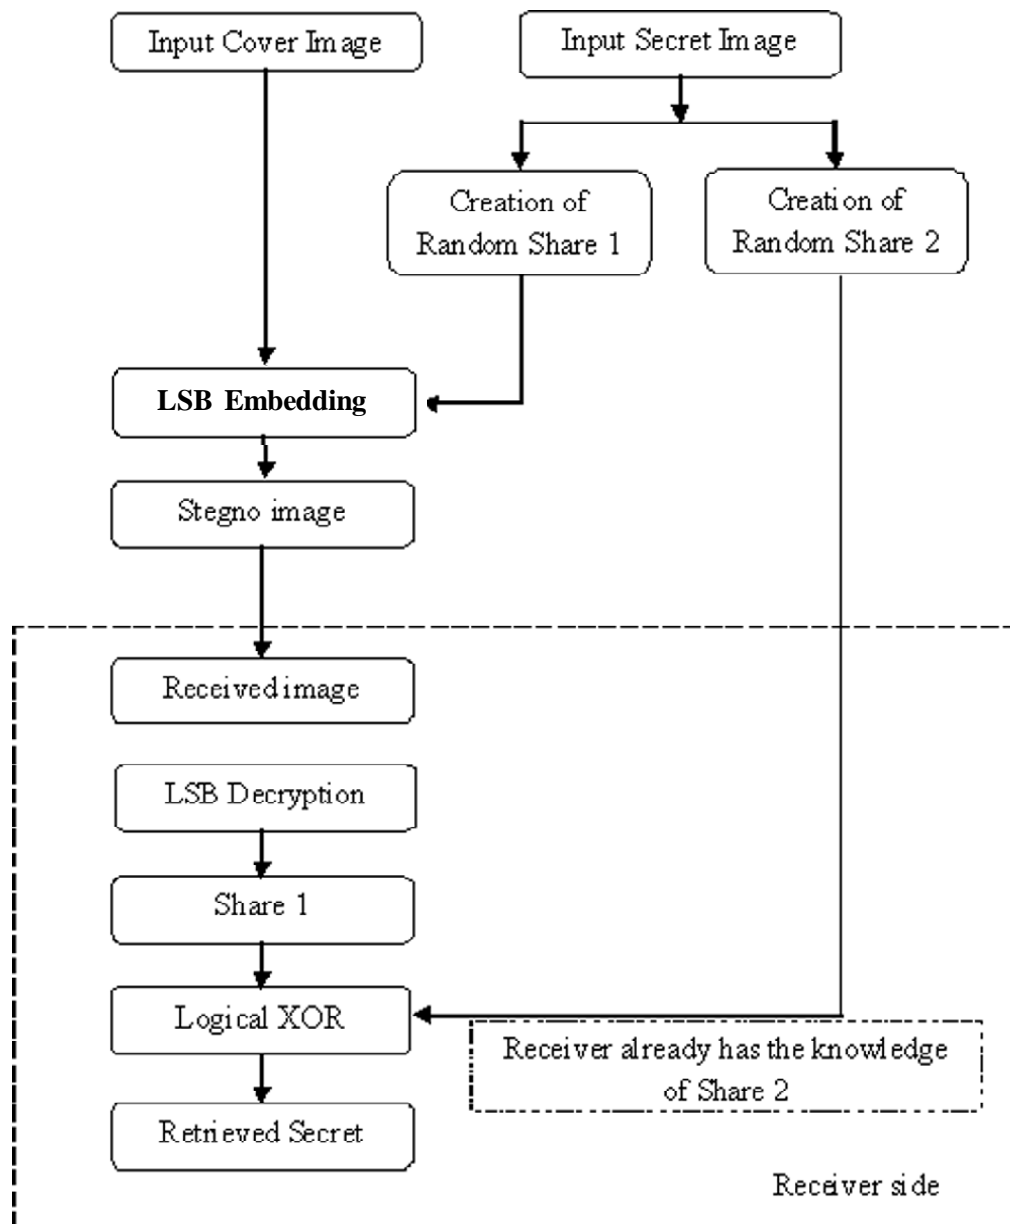 Input Cover Image
Input Secret Image
Creation of
Random Share 1
Creation of
Random Share 2
LSB Embedding
Stegno image
Received image
LSB Decryption
Share 1
Logical XOR
Receiver already has the knowledge
of Share 2
Retrieved Secret
Receiver side